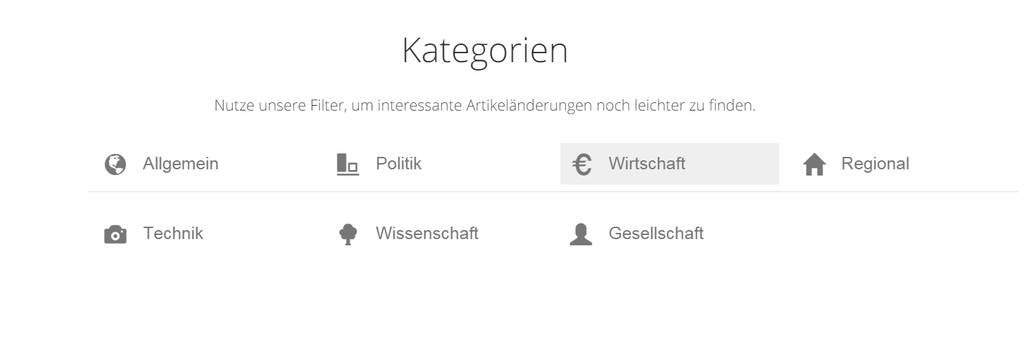 Kategorien
Nutze unsere Filter, um interessante Artikeländerungen noch leichter zu finden.
Allgemein Politik € Wirtschaft Regional
Technik Wissenschaft Gesellschaft